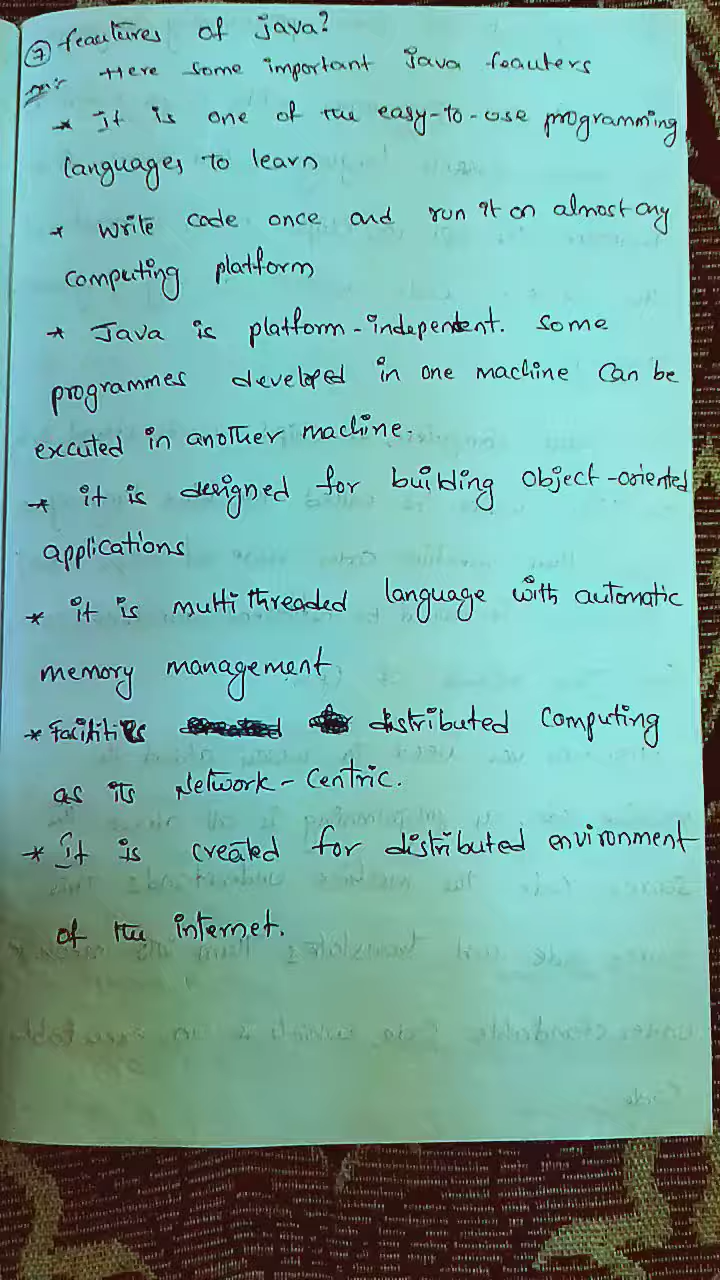 7 feautures of java?
Ans:- Here some important java feauters
* It is one of the easy-to-use programming
languages to learn
* Write code once and run it on almost any
computing platform
* Java is platform-independent. Some
programmes developed in one machine can be
excuted in another machine.
* it is designed for building object-oriented
applications
* it is multithreaded language with automatic
memory management
* Facilities distributed computing
as its Network-Centric.
* It is created for distributed environment
of the internet.